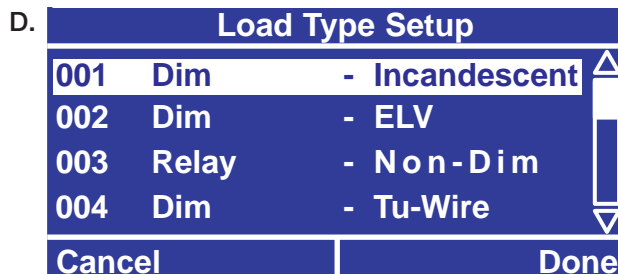 D.
Load Type Setup
001 Dim - Incandescent
002 Dim - ELV
003 Relay - Non-Dim
004 Dim - Tu-Wire
Cancel Done